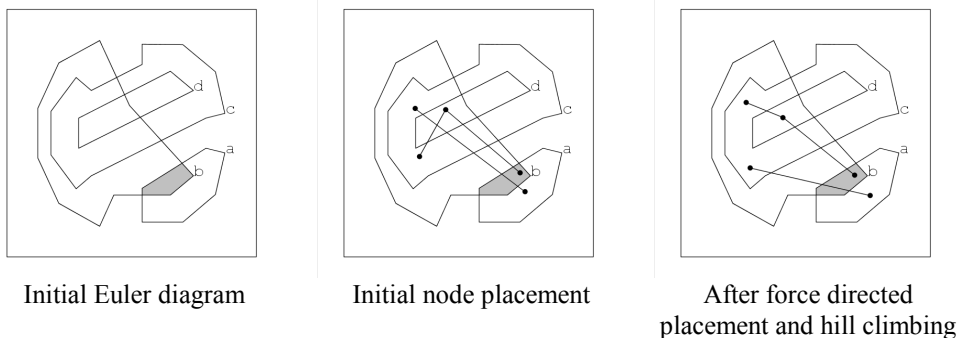 d
c
a
b
d
c
a
b
d
c
a
b
Initial Euler diagram
Initial node placement
After force directed
placement and hill climbing